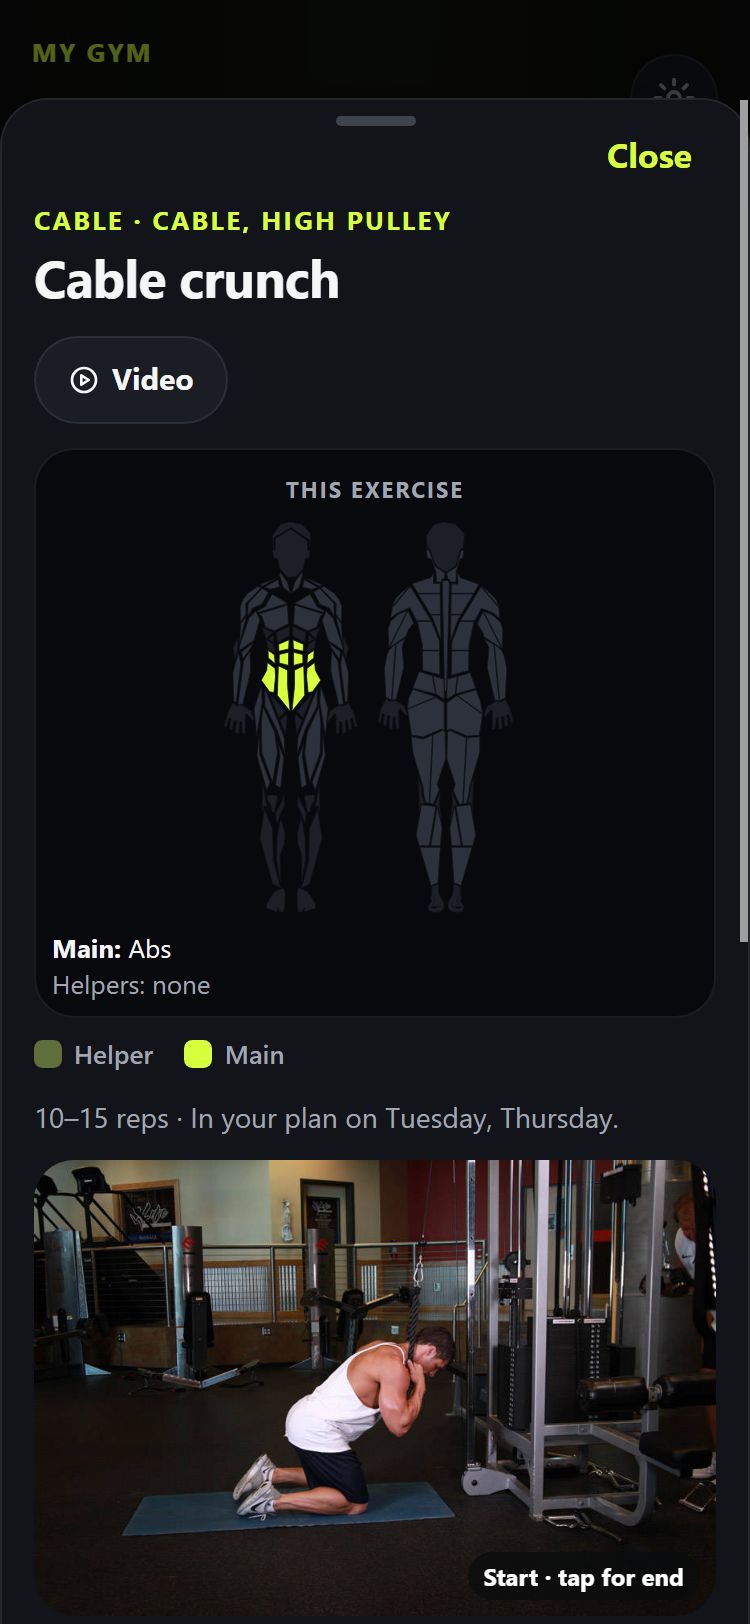 MY GYM
Close
CABLE · CABLE, HIGH PULLEY
Cable crunch
Video
THIS EXERCISE
Main: Abs
Helpers: none
Helper
Main
10–15 reps · In your plan on Tuesday, Thursday.
Start · tap for end